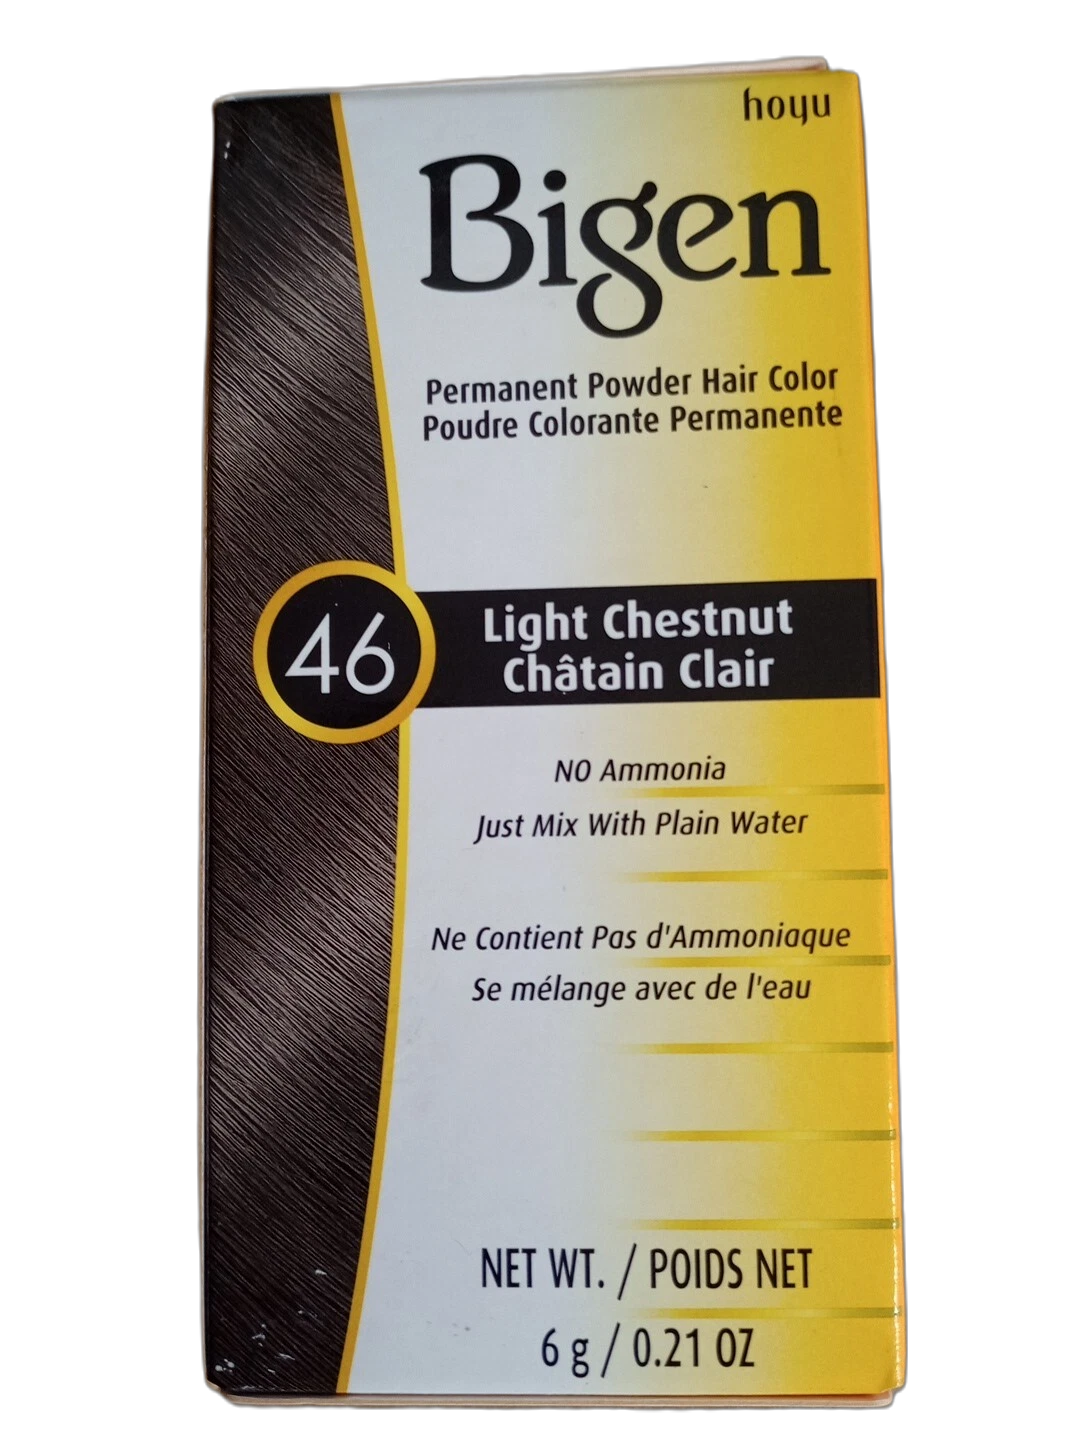 hoyu
Bigen
Permanent Powder Hair Color
Poudre Colorante Permanente
46
Light Chestnut
Châtain Clair
NO Ammonia
Just Mix With Plain Water
Ne Contient Pas d'Ammoniaque
Se mélange avec de l'eau
NET WT. / POIDS NET
6 g / 0.21 OZ